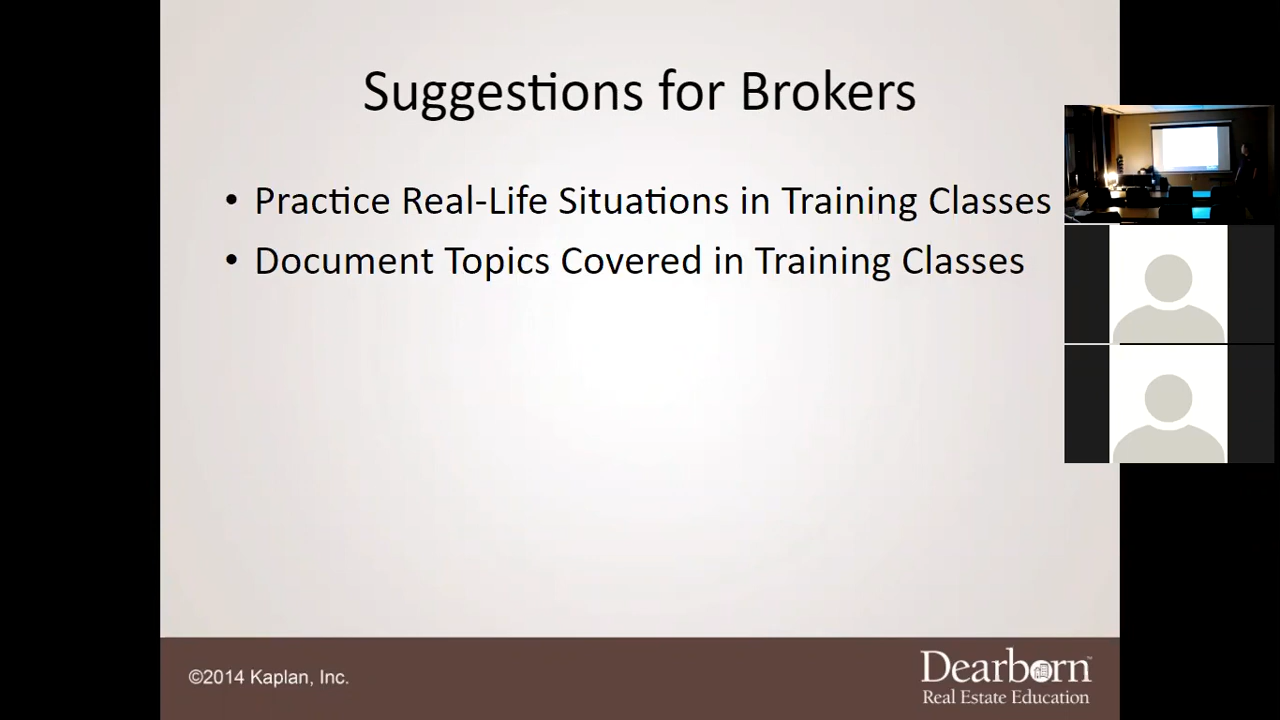 Suggestions for Brokers
• Practice Real-Life Situations in Training Classes
• Document Topics Covered in Training Classes
©2014 Kaplan, Inc.
Dearborn™
Real Estate Education